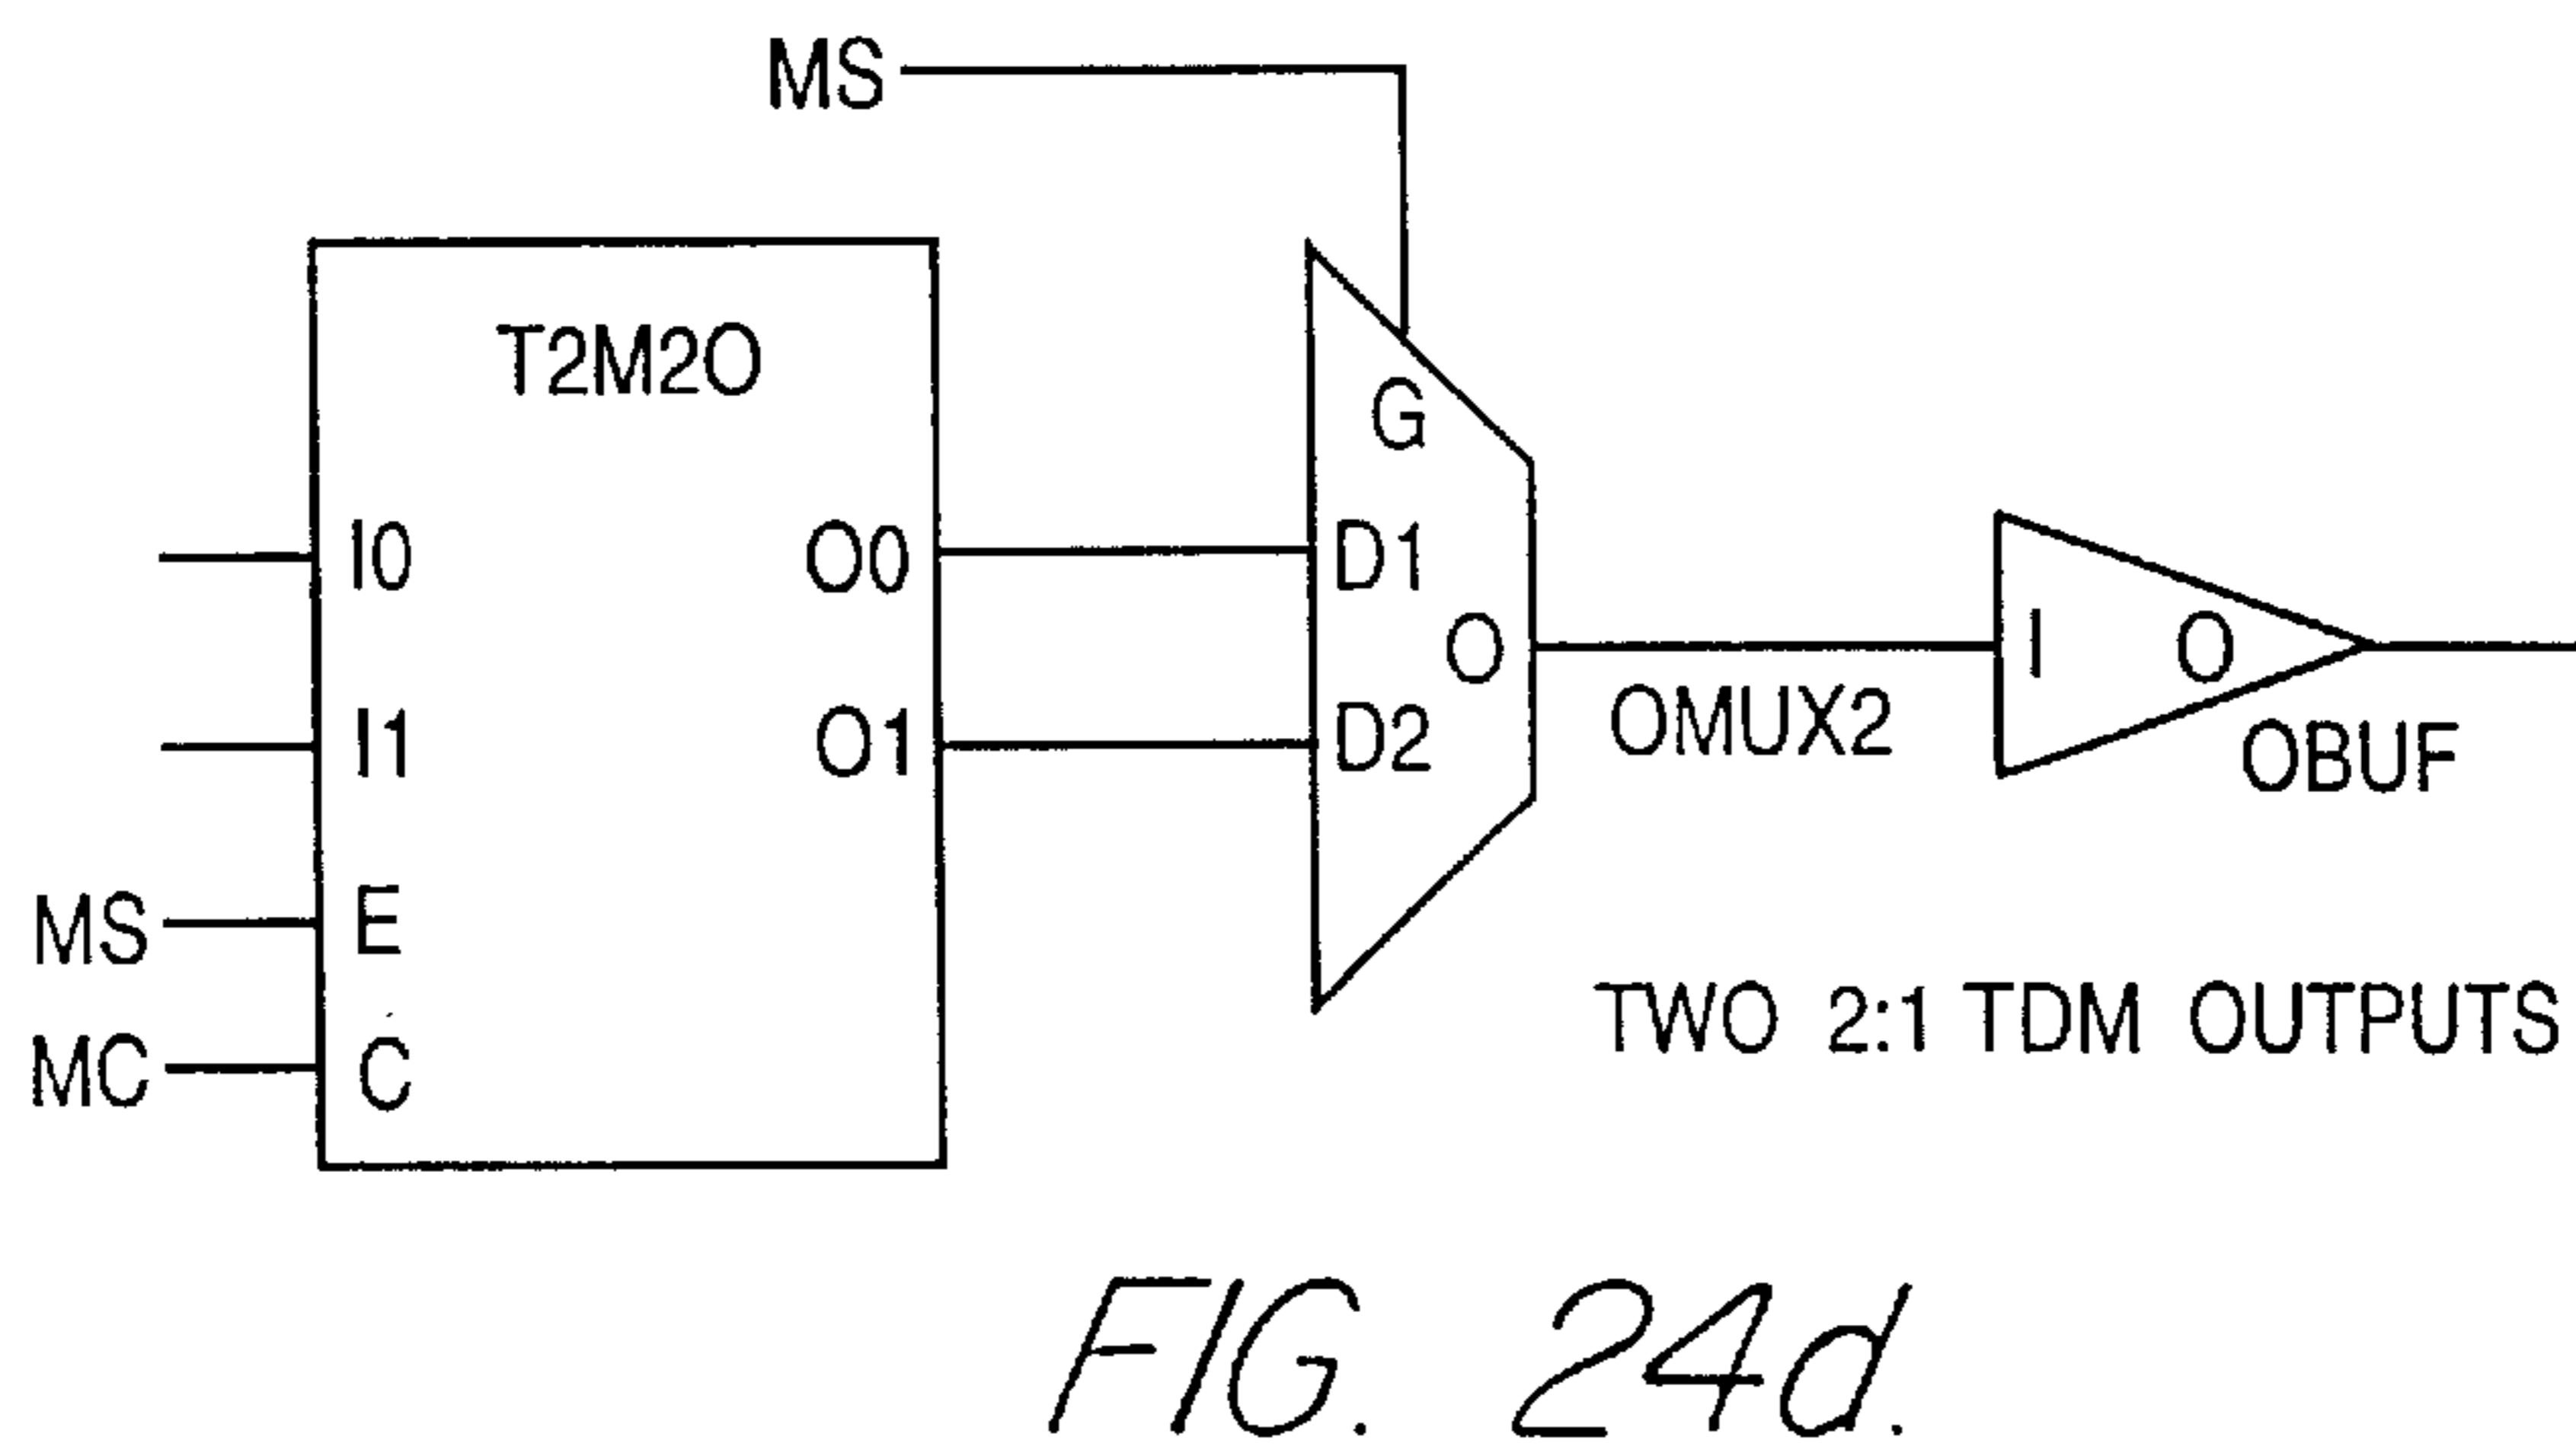 MS
T2M2O
G
I0
O0
D1
O
I
O
I1
O1
D2
OMUX2
OBUF
MS
E
TWO 2:1 TDM OUTPUTS
MC
C
FIG. 24d.